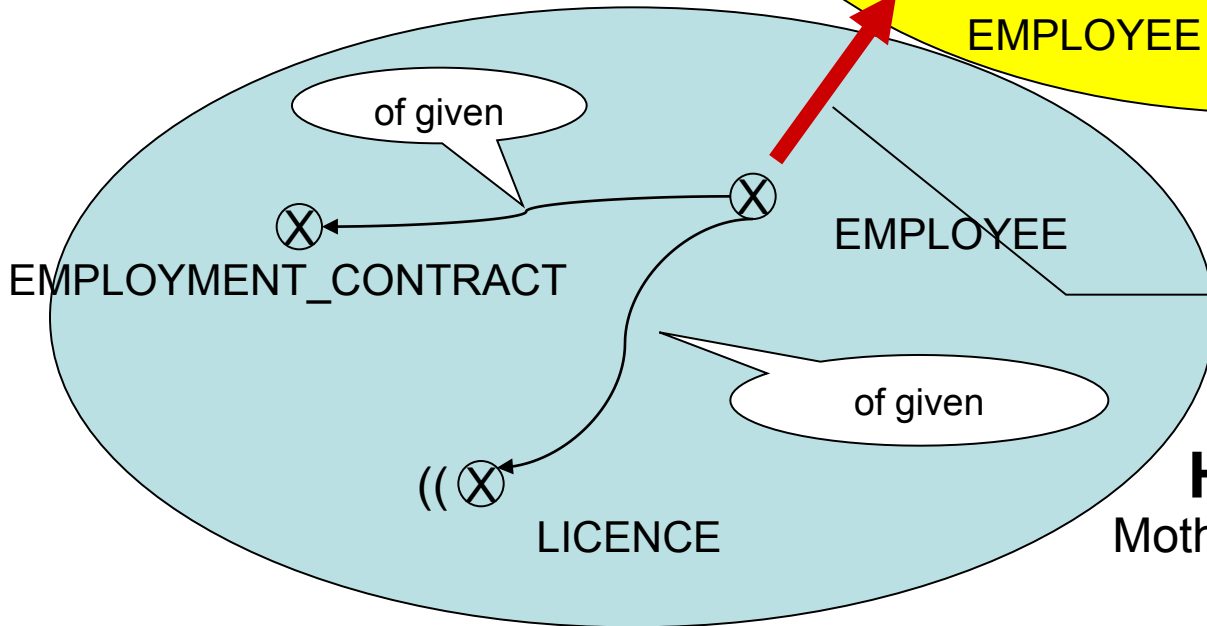 EMPLOYEE
of given
X
X
EMPLOYEE
EMPLOYMENT_CONTRACT
of given
(( X
LICENCE